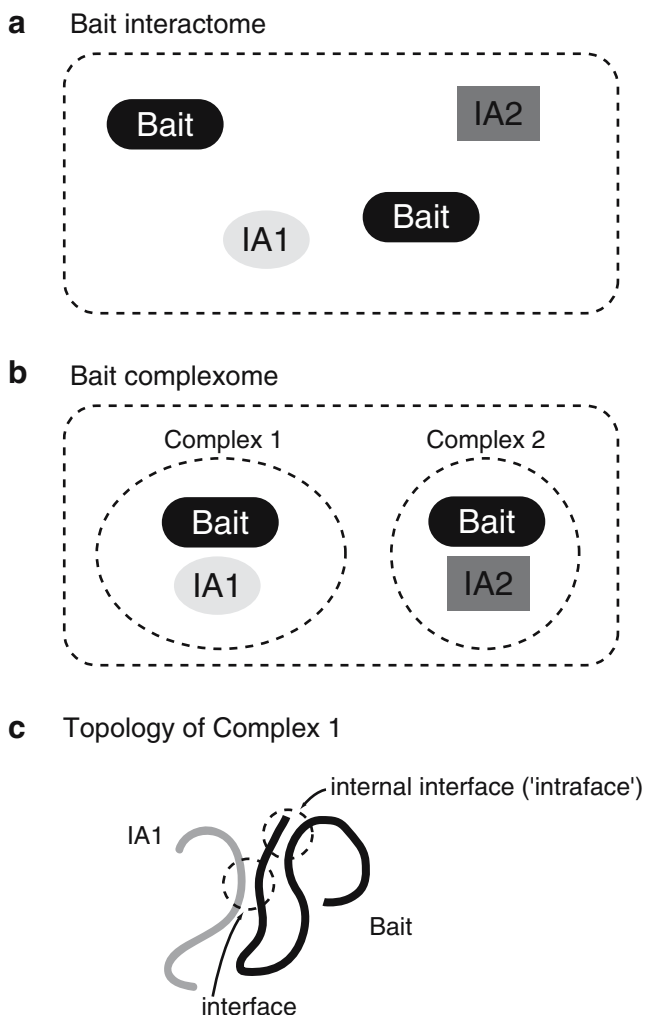 a Bait interactome
Bait
IA2
Bait
IA1
b Bait complexome
Complex 1 Complex 2
Bait Bait
IA1 IA2
c Topology of Complex 1
internal interface ('intraface')
IA1
Bait
interface